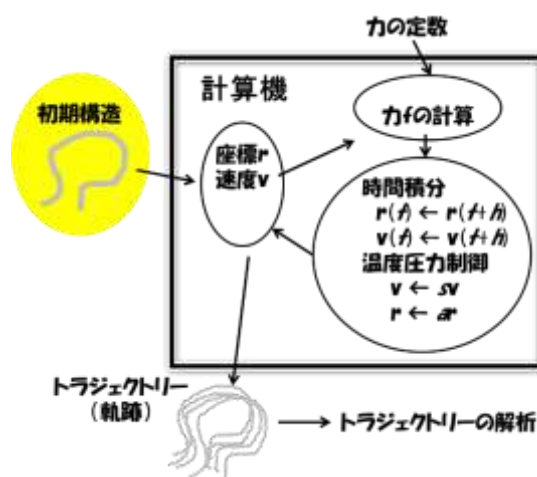 力の定数
計算機
初期構造
力fの計算
座標r
速度v
時間積分
r(t) ← r(t+h)
v(t) ← v(t+h)
温度圧力制御
v ← sv
r ← ar
トラジェクトリー
(軌跡)
トラジェクトリーの解析